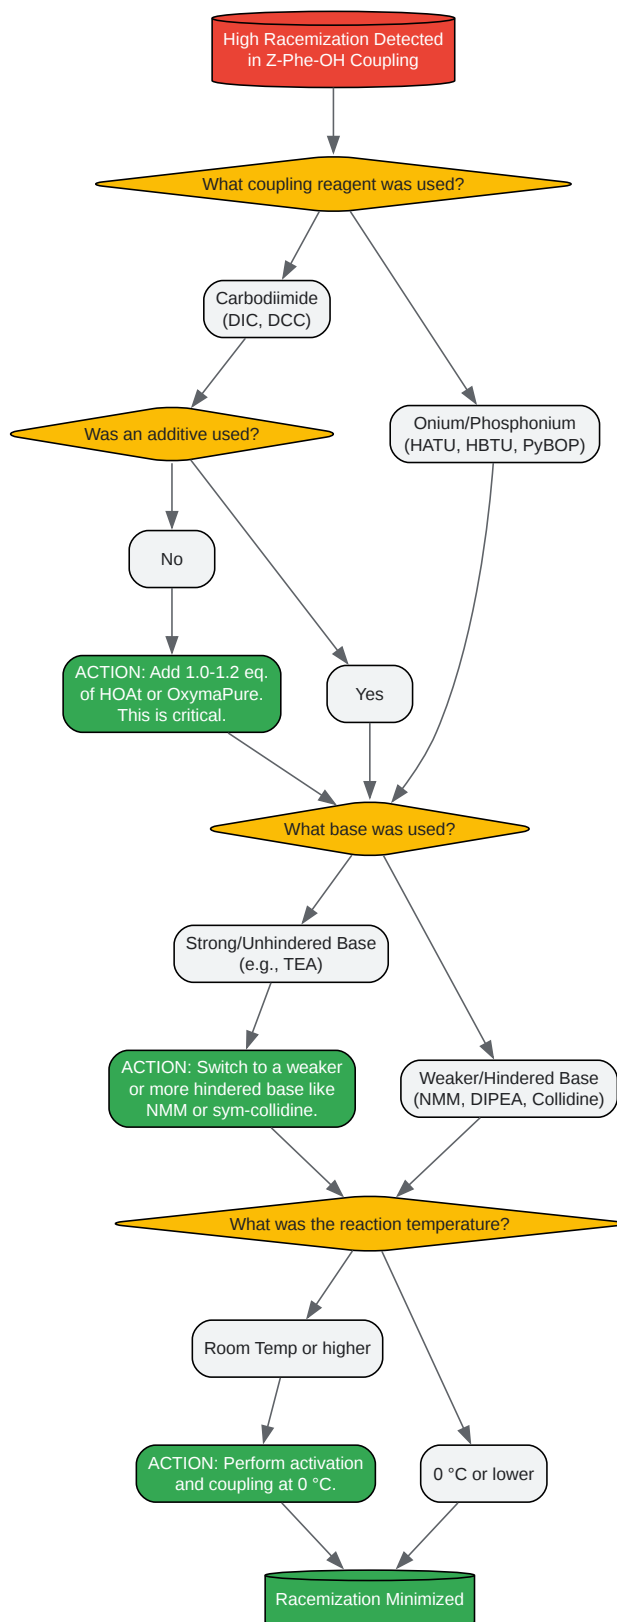 High Racemization Detected
in Z-Phe-OH Coupling
What coupling reagent was used?
Carbodiimide
(DIC, DCC)
Onium/Phosphonium
(HATU, HBTU, PyBOP)
Was an additive used?
No
ACTION: Add 1.0-1.2 eq.
of HOAt or OxymaPure.
This is critical.
Yes
What base was used?
Strong/Unhindered Base
(e.g., TEA)
ACTION: Switch to a weaker
or more hindered base like
NMM or sym-collidine.
Weaker/Hindered Base
(NMM, DIPEA, Collidine)
What was the reaction temperature?
Room Temp or higher
ACTION: Perform activation
and coupling at 0 °C.
0 °C or lower
Racemization Minimized